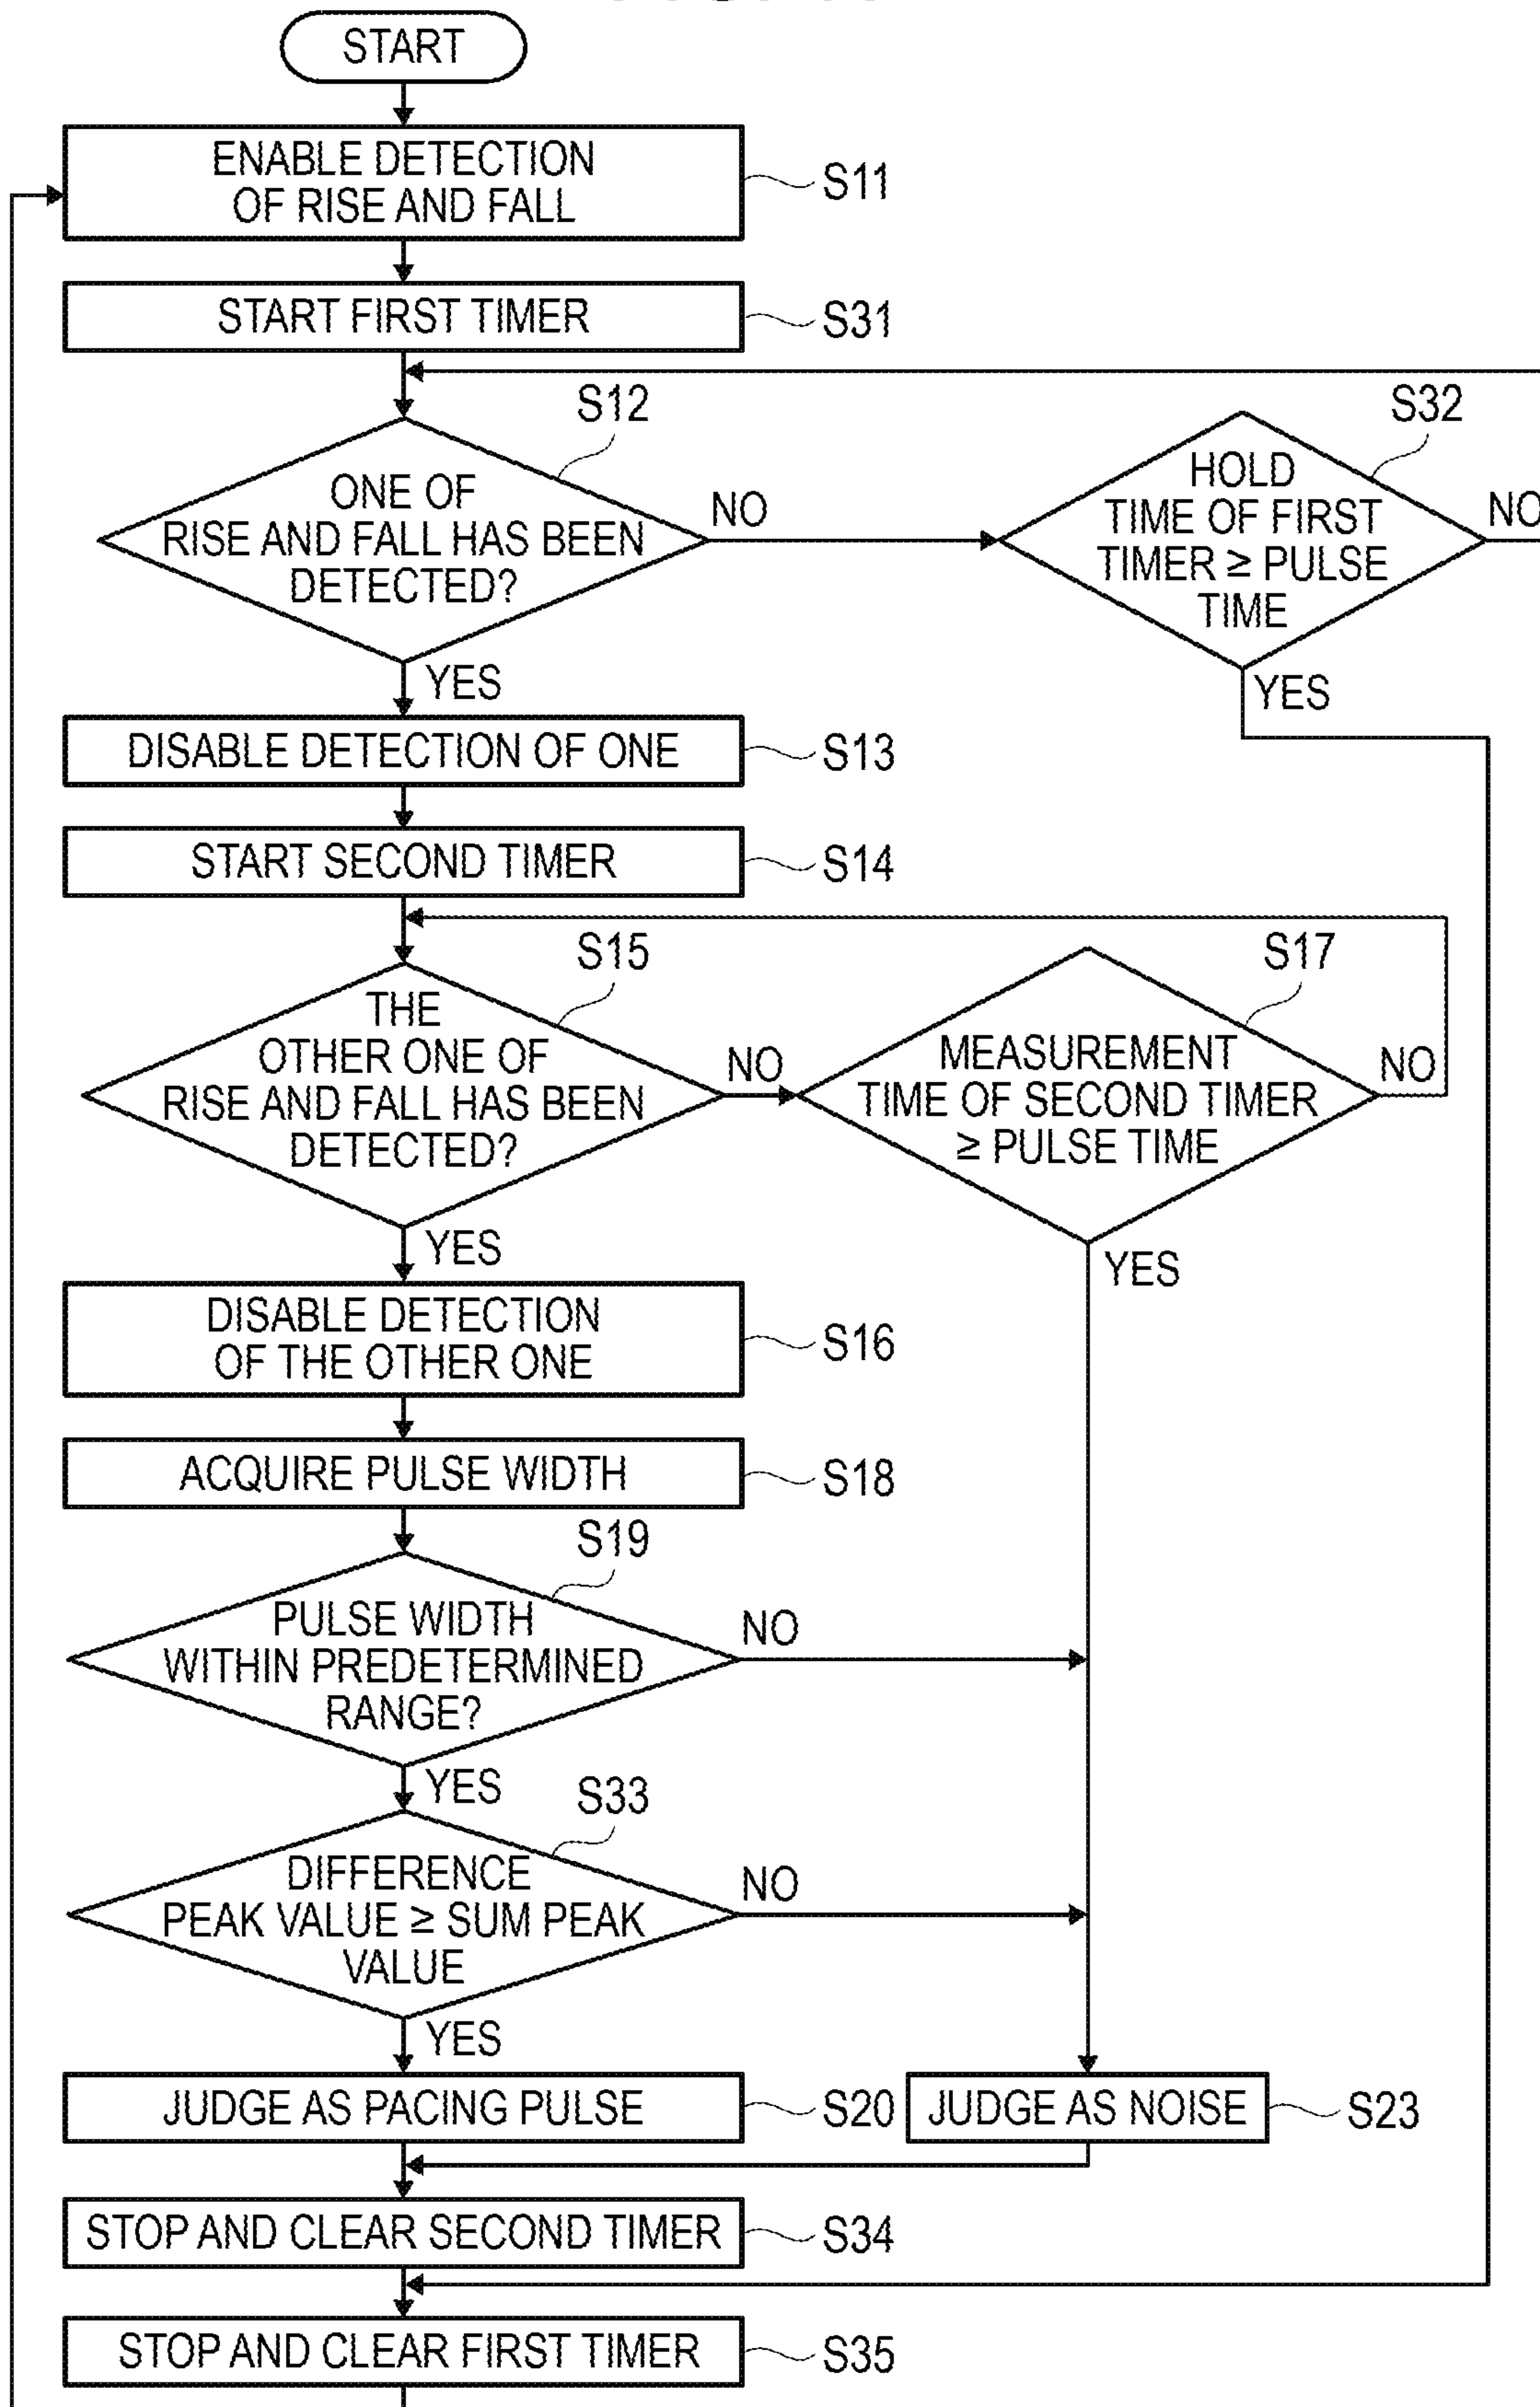 START
ENABLE DETECTION
OF RISE AND FALL
S11
START FIRST TIMER
S31
S12
ONE OF
RISE AND FALL HAS BEEN
DETECTED?
NO
YES
S32
HOLD
TIME OF FIRST
TIMER ≥ PULSE
TIME
NO
YES
DISABLE DETECTION OF ONE
S13
START SECOND TIMER
S14
S15
THE
OTHER ONE OF
RISE AND FALL HAS BEEN
DETECTED?
NO
YES
S17
MEASUREMENT
TIME OF SECOND TIMER
≥ PULSE TIME
NO
YES
DISABLE DETECTION
OF THE OTHER ONE
S16
ACQUIRE PULSE WIDTH
S18
S19
PULSE WIDTH
WITHIN PREDETERMINED
RANGE?
NO
YES
S33
DIFFERENCE
PEAK VALUE ≥ SUM PEAK
VALUE
NO
YES
JUDGE AS PACING PULSE
S20
JUDGE AS NOISE
S23
STOP AND CLEAR SECOND TIMER
S34
STOP AND CLEAR FIRST TIMER
S35